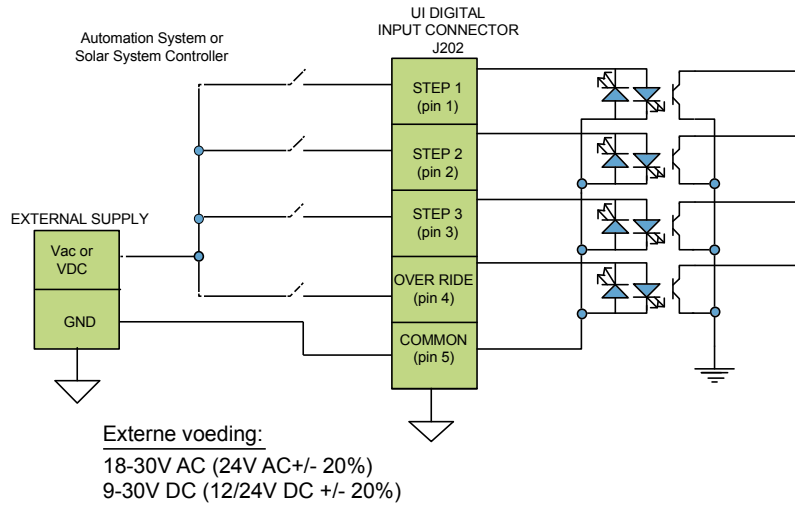 UI DIGITAL
INPUT CONNECTOR
J202
Automation System or
Solar System Controller
STEP 1
(pin 1)
STEP 2
(pin 2)
STEP 3
(pin 3)
EXTERNAL SUPPLY
Vac or
VDC
OVER RIDE
(pin 4)
GND
COMMON
(pin 5)
Externe voeding:
18-30V AC (24V AC+/- 20%)
9-30V DC (12/24V DC +/- 20%)